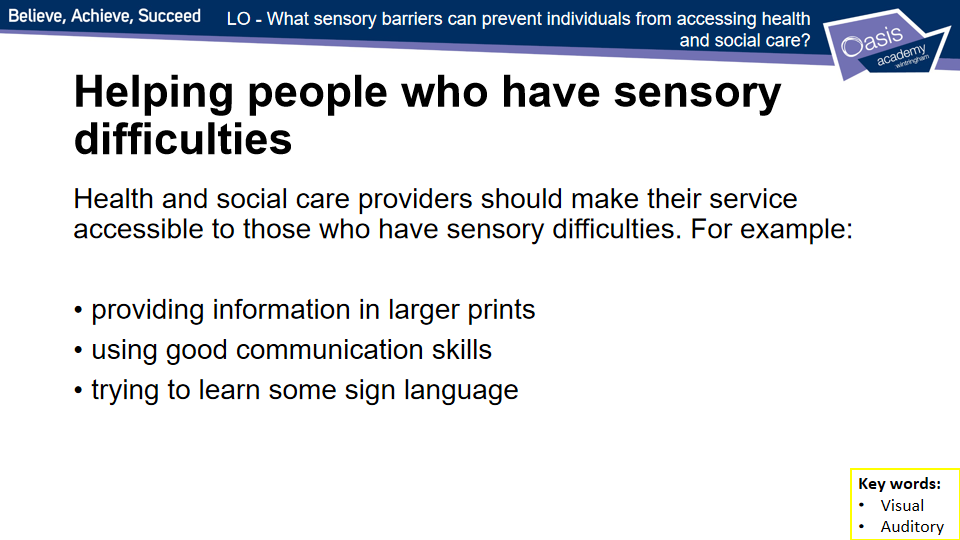 Believe, Achieve, Succeed
LO - What sensory barriers can prevent individuals from accessing health
and social care?
Oasis
academy
wintringham
Helping people who have sensory
difficulties
Health and social care providers should make their service
accessible to those who have sensory difficulties. For example:
• providing information in larger prints
• using good communication skills
• trying to learn some sign language
Key words:
• Visual
• Auditory